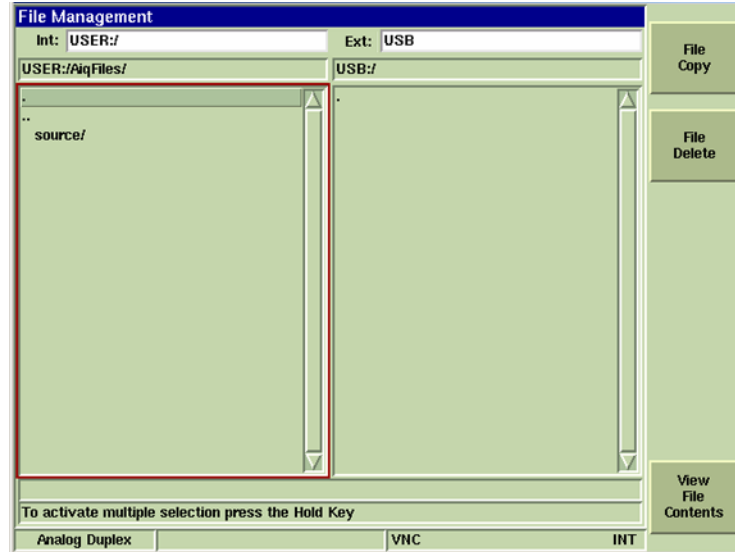 File Management
Int: USER:/ Ext: USB
USER:/AiqFiles/ USB:/
. .
..
source/
To activate multiple selection press the Hold Key
Analog Duplex VNC INT
File
Copy
File
Delete
View
File
Contents